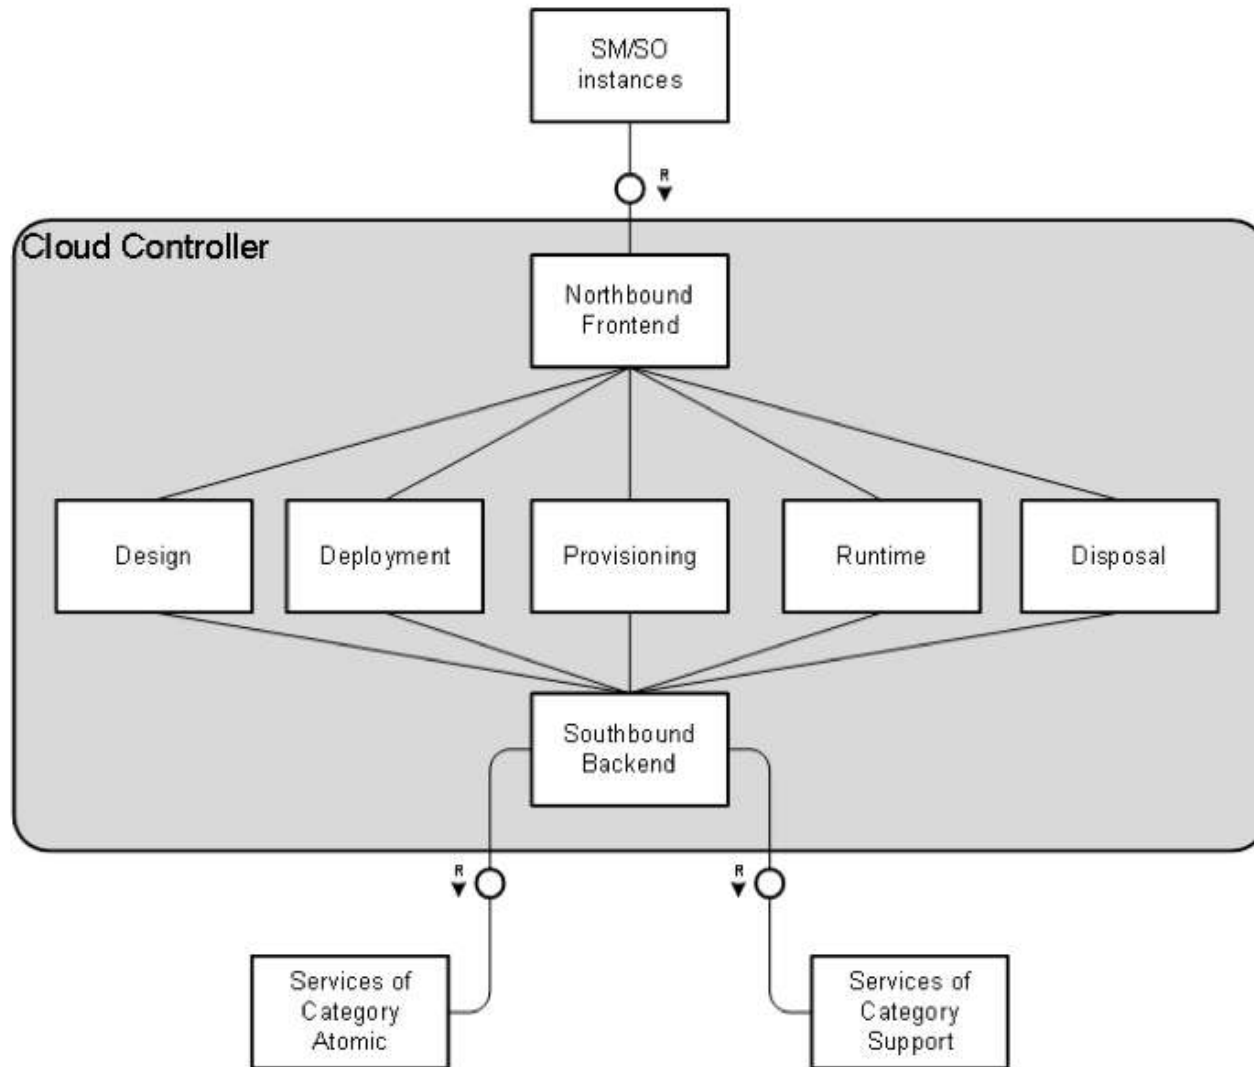 SM/SO
instances
R
Cloud Controller
Northbound
Frontend
Design
Deployment
Provisioning
Runtime
Disposal
Southbound
Backend
R
R
Services of
Category
Atomic
Services of
Category
Support